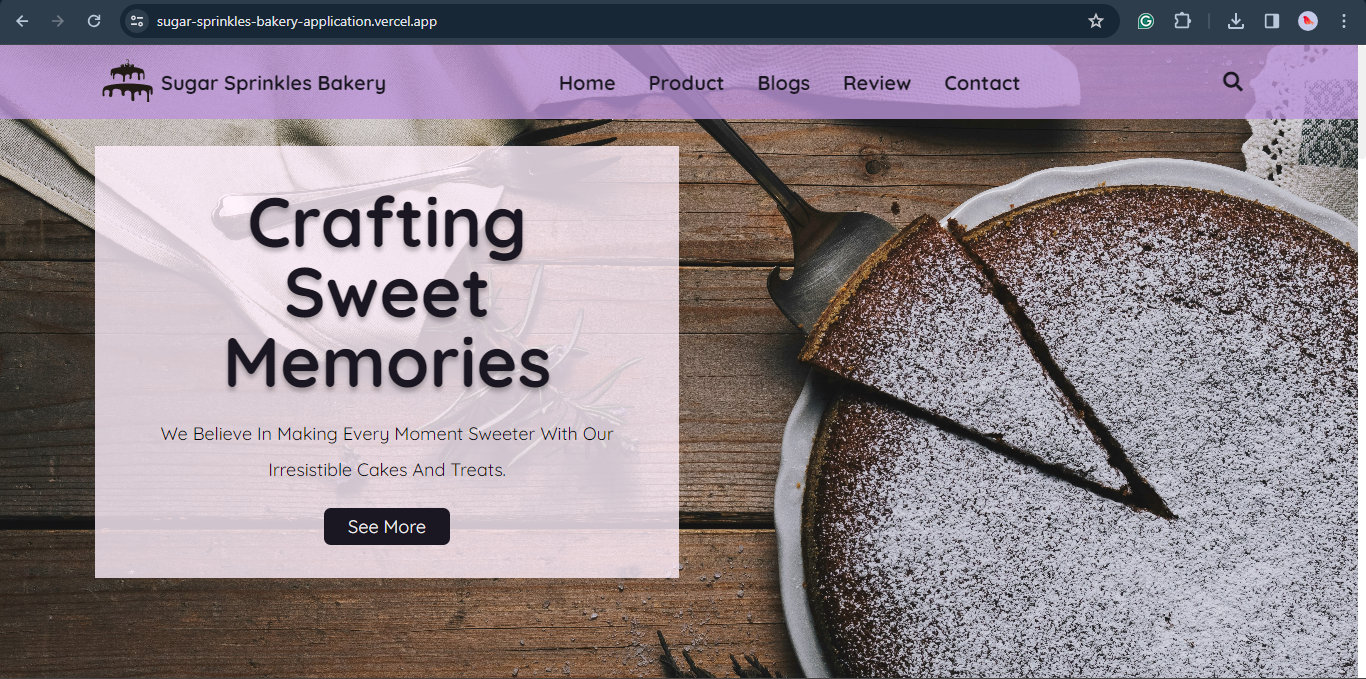 sugar-sprinkles-bakery-application.vercel.app
Sugar Sprinkles Bakery Home Product Blogs Review Contact
Crafting
Sweet
Memories
We Believe In Making Every Moment Sweeter With Our
Irresistible Cakes And Treats.
See More